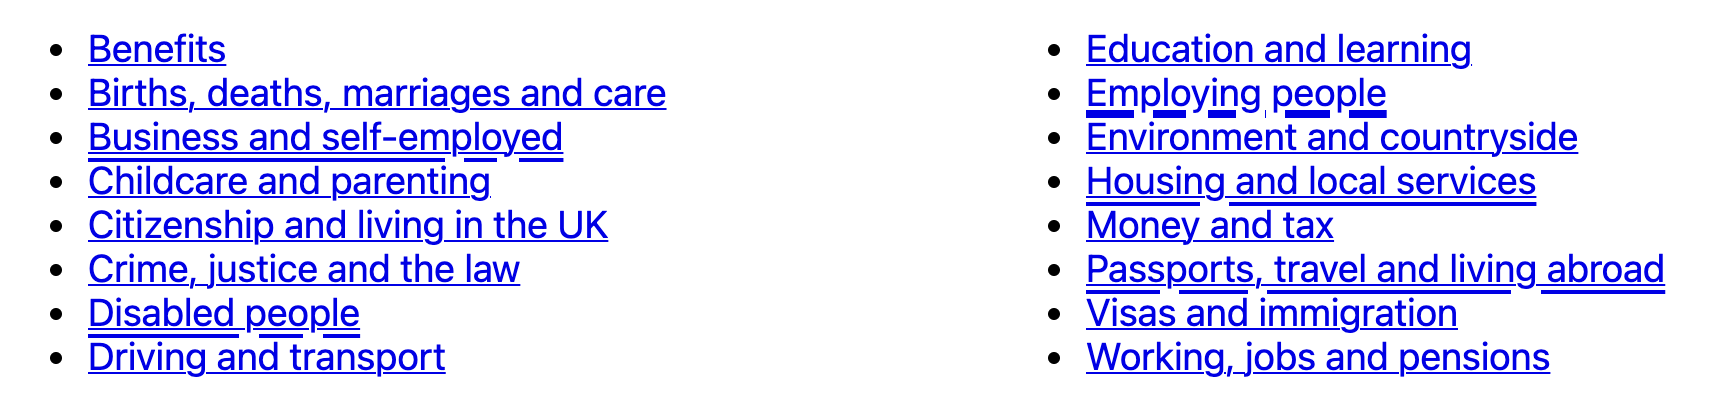 Benefits
Births, deaths, marriages and care
Business and self-employed
Childcare and parenting
Citizenship and living in the UK
Crime, justice and the law
Disabled people
Driving and transport
Education and learning
Employing people
Environment and countryside
Housing and local services
Money and tax
Passports, travel and living abroad
Visas and immigration
Working, jobs and pensions